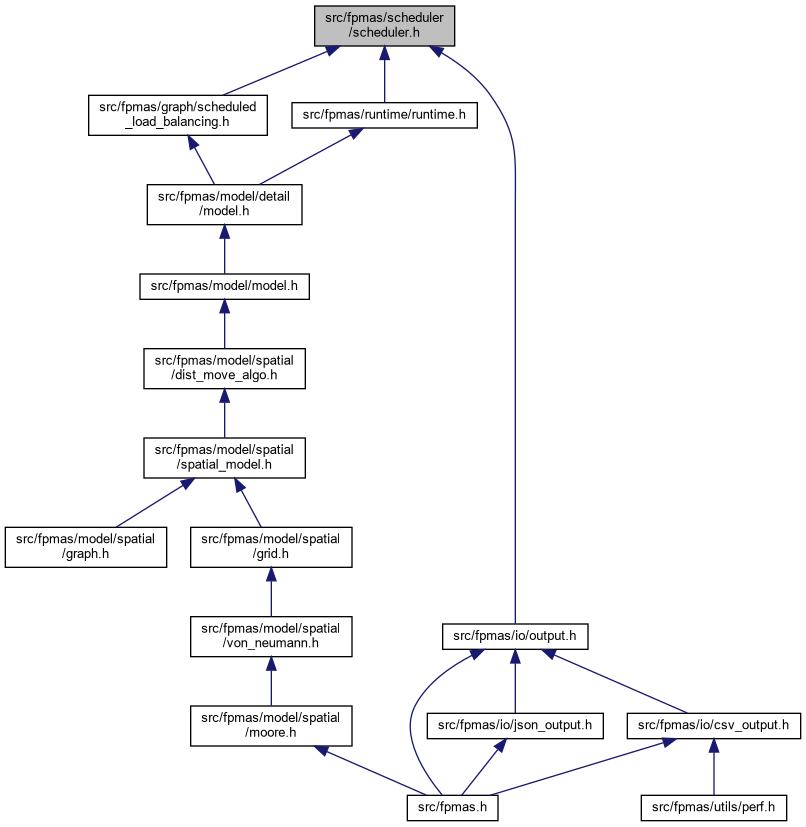 src/fpmas/scheduler
/scheduler.h
src/fpmas/graph/scheduled
_load_balancing.h
src/fpmas/runtime/runtime.h
src/fpmas/model/detail
/model.h
src/fpmas/model/model.h
src/fpmas/model/spatial
/dist_move_algo.h
src/fpmas/model/spatial
/spatial_model.h
src/fpmas/model/spatial
/graph.h
src/fpmas/model/spatial
/grid.h
src/fpmas/model/spatial
/von_neumann.h
src/fpmas/io/output.h
src/fpmas/model/spatial
/moore.h
src/fpmas/io/json_output.h
src/fpmas/io/csv_output.h
src/fpmas.h
src/fpmas/utils/perf.h